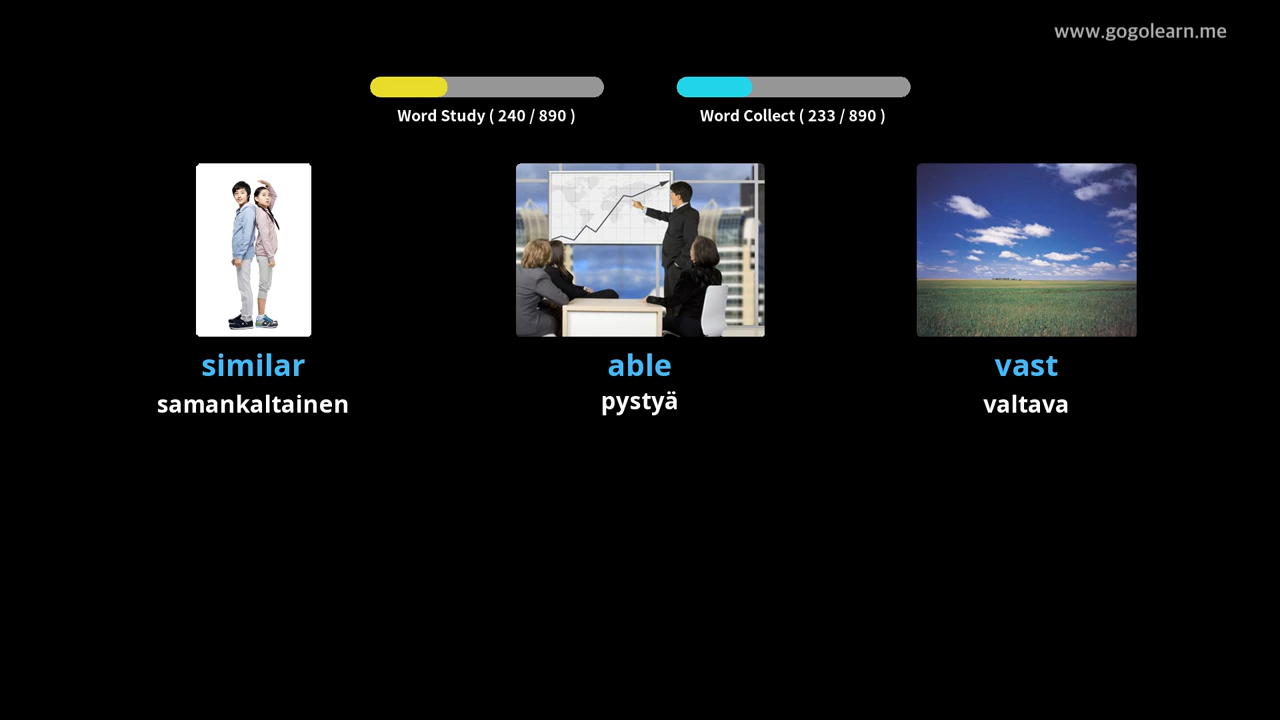 www.gogolearn.me
Word Study ( 240 / 890 )
Word Collect ( 233 / 890 )
similar
samankaltainen
able
pystyä
vast
valtava